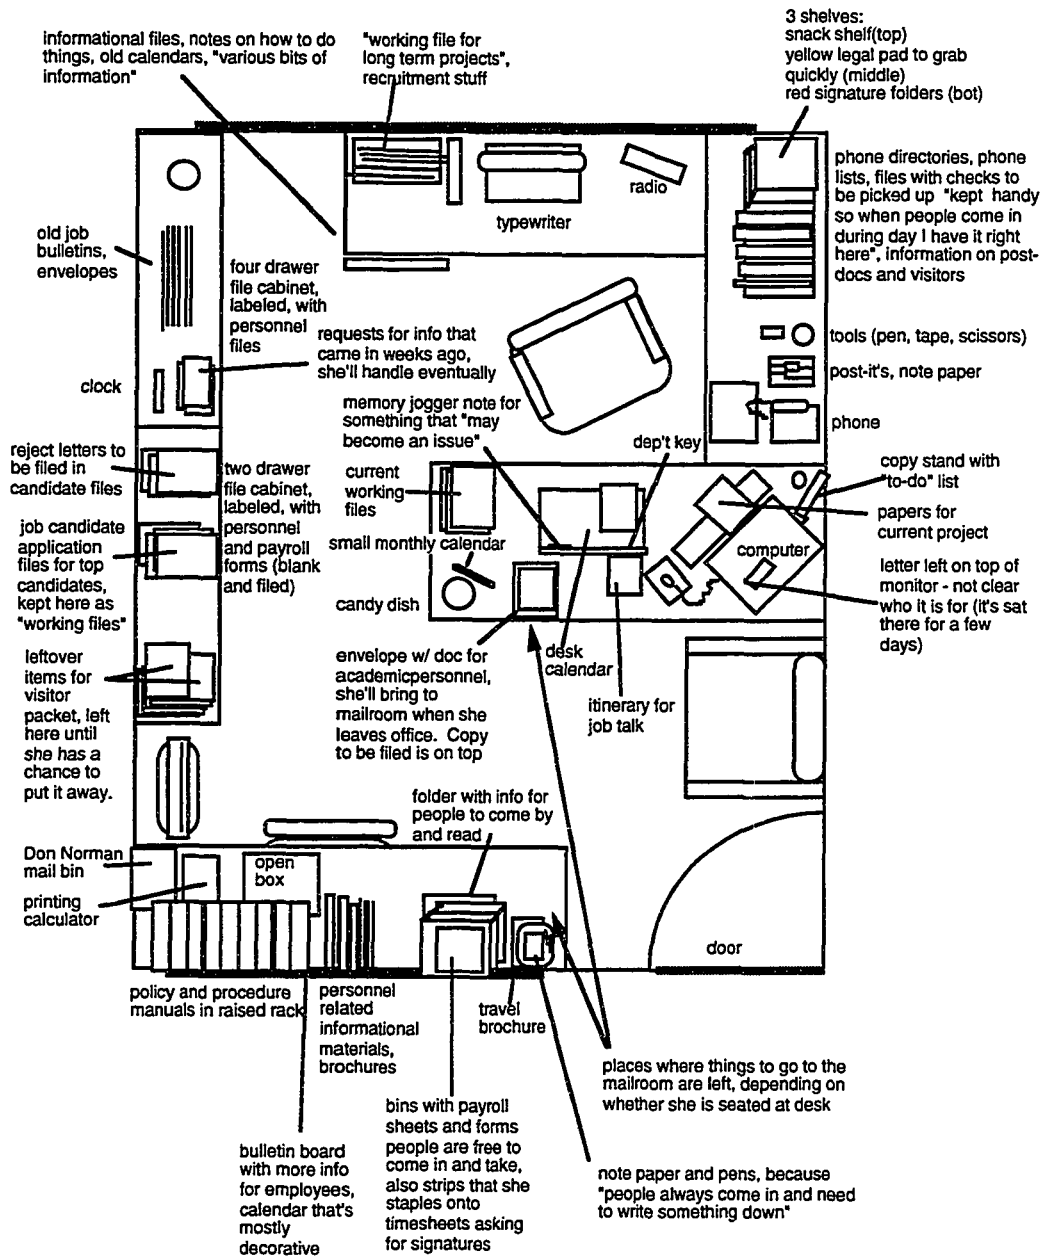 3 shelves:
snack shelf(top)
yellow legal pad to grab
quickly (middle)
red signature folders (bot)
informational files, notes on how to do
things, old calendars, "various bits of
information"
"working file for
long term projects",
recruitment stuff
phone directories, phone
lists, files with checks to
be picked up "kept handy
so when people come in
during day I have it right
here", information on post-
docs and visitors
radio
typewriter
old job
bulletins,
envelopes
four drawer
file cabinet,
labeled, with
personnel
files
requests for info that
came in weeks ago,
she'll handle eventually
tools (pen, tape, scissors)
post-it's, note paper
clock
phone
memory jogger note for
something that "may
become an issue"
dep't key
reject letters to
be filed in
candidate files
two drawer
file cabinet,
labeled, with
personnel
and payroll
forms (blank
and filed)
current
working
files
copy stand with
"to-do" list
papers for
current project
job candidate
application
files for top
candidates,
kept here as
"working files"
small monthly calendar
computer
letter left on top of
monitor - not clear
who it is for (it's sat
there for a few
days)
candy dish
leftover
items for
visitor
packet, left
here until
she has a
chance to
put it away.
envelope w/ doc for
academicpersonnel,
she'll bring to
mailroom when she
leaves office. Copy
to be filed is on top
desk
calendar
itinerary for
job talk
folder with info for
people to come by
and read
Don Norman
mail bin
open
box
printing
calculator
door
policy and procedure
manuals in raised rack
personnel
related
informational
materials,
brochures
travel
brochure
places where things to go to the
mailroom are left, depending on
whether she is seated at desk
bins with payroll
sheets and forms
people are free to
come in and take,
also strips that she
staples onto
timesheets asking
for signatures
bulletin board
with more info
for employees,
calendar that's
mostly
decorative
note paper and pens, because
"people always come in and need
to write something down"